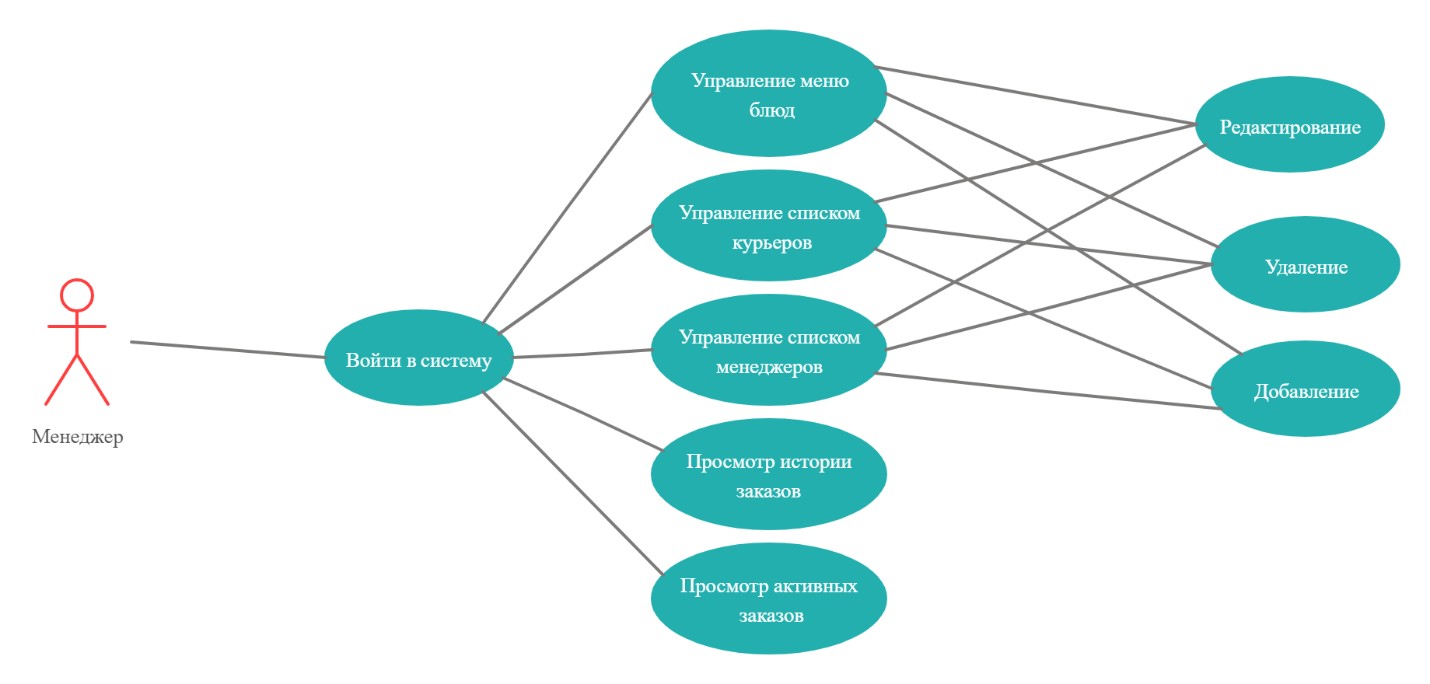 Менеджер
Войти в систему
Управление меню
блюд
Управление списком
курьеров
Управление списком
менеджеров
Просмотр истории
заказов
Просмотр активных
заказов
Редактирование
Удаление
Добавление